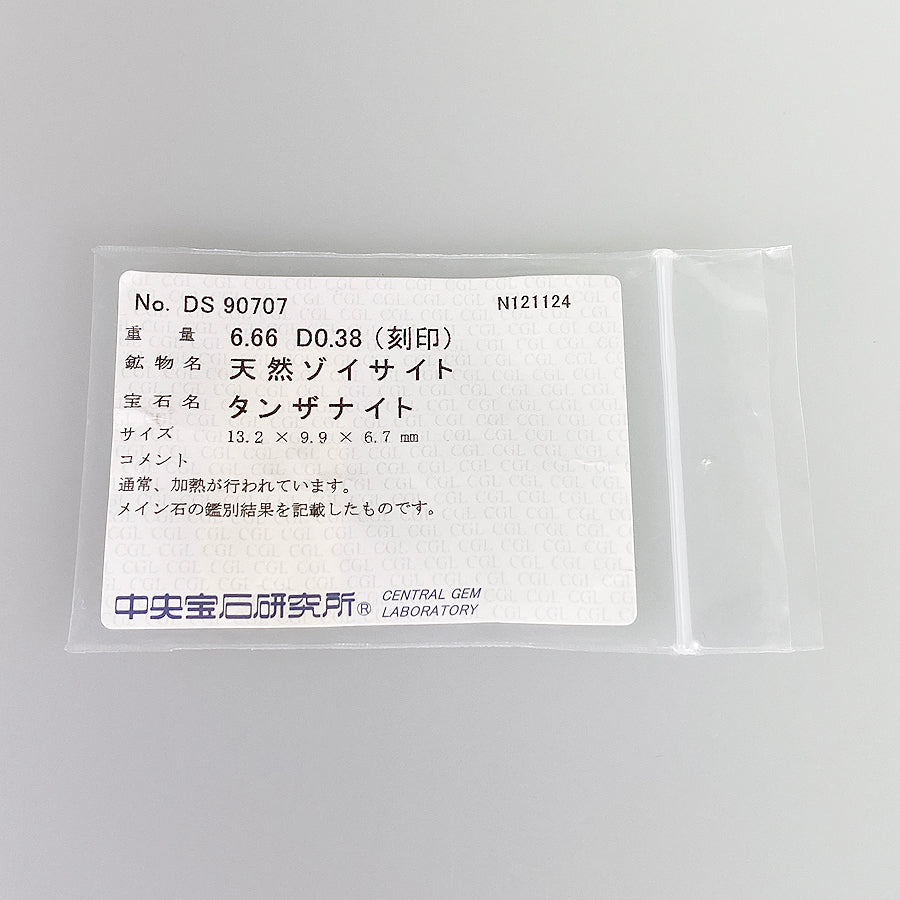 No. DS 90707 N121124
重 量 6.66 D0.38（刻印）
鉱 物 名 天然ゾイサイト
宝 石 名 タンザナイト
サイズ 13.2 × 9.9 × 6.7 mm
コメント
通常、加熱が行われています。
メイン石の鑑別結果を記載したものです。
中央宝石研究所® CENTRAL GEM
LABORATORY